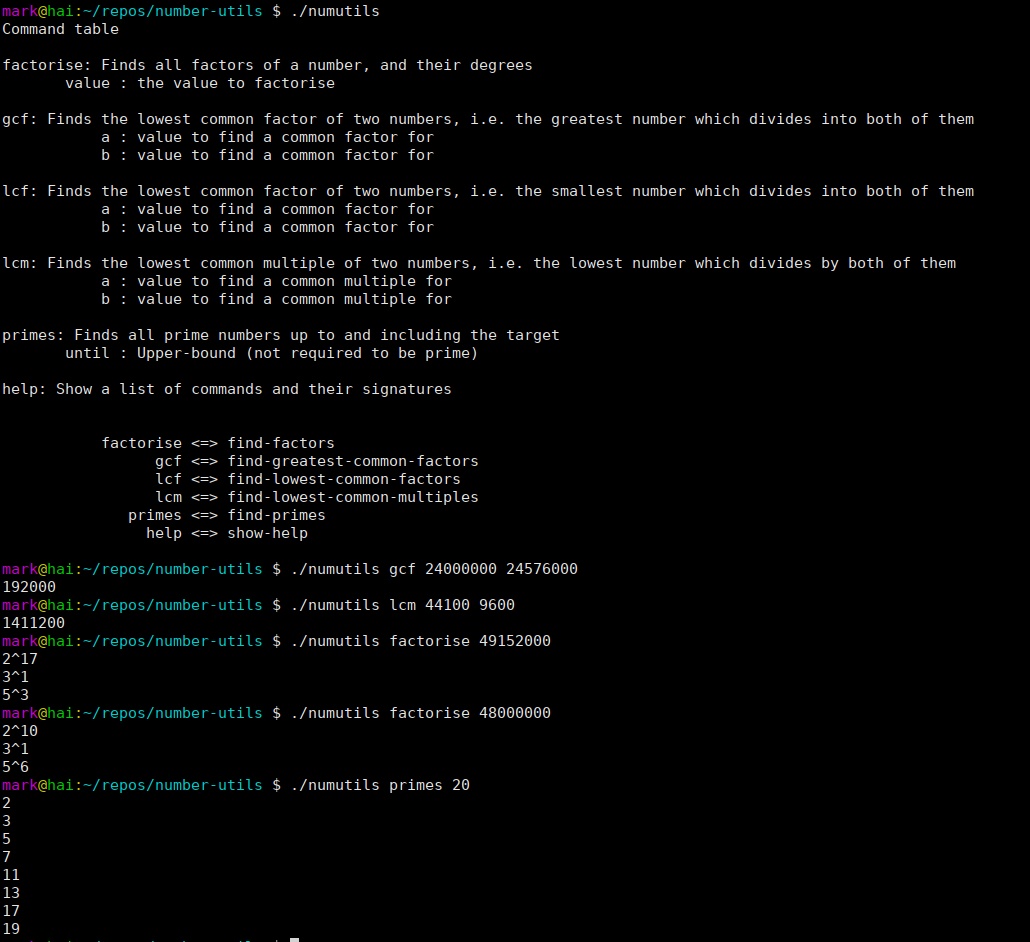 mark@hai:~/repos/number-utils $ ./numutils
Command table

factorise: Finds all factors of a number, and their degrees
       value : the value to factorise

gcf: Finds the lowest common factor of two numbers, i.e. the greatest number which divides into both of them
           a : value to find a common factor for
           b : value to find a common factor for

lcf: Finds the lowest common factor of two numbers, i.e. the smallest number which divides into both of them
           a : value to find a common factor for
           b : value to find a common factor for

lcm: Finds the lowest common multiple of two numbers, i.e. the lowest number which divides by both of them
           a : value to find a common multiple for
           b : value to find a common multiple for

primes: Finds all prime numbers up to and including the target
       until : Upper-bound (not required to be prime)

help: Show a list of commands and their signatures


           factorise <=> find-factors
                 gcf <=> find-greatest-common-factors
                 lcf <=> find-lowest-common-factors
                 lcm <=> find-lowest-common-multiples
              primes <=> find-primes
                help <=> show-help

mark@hai:~/repos/number-utils $ ./numutils gcf 24000000 24576000
192000
mark@hai:~/repos/number-utils $ ./numutils lcm 44100 9600
1411200
mark@hai:~/repos/number-utils $ ./numutils factorise 49152000
2^17
3^1
5^3
mark@hai:~/repos/number-utils $ ./numutils factorise 48000000
2^10
3^1
5^6
mark@hai:~/repos/number-utils $ ./numutils primes 20
2
3
5
7
11
13
17
19